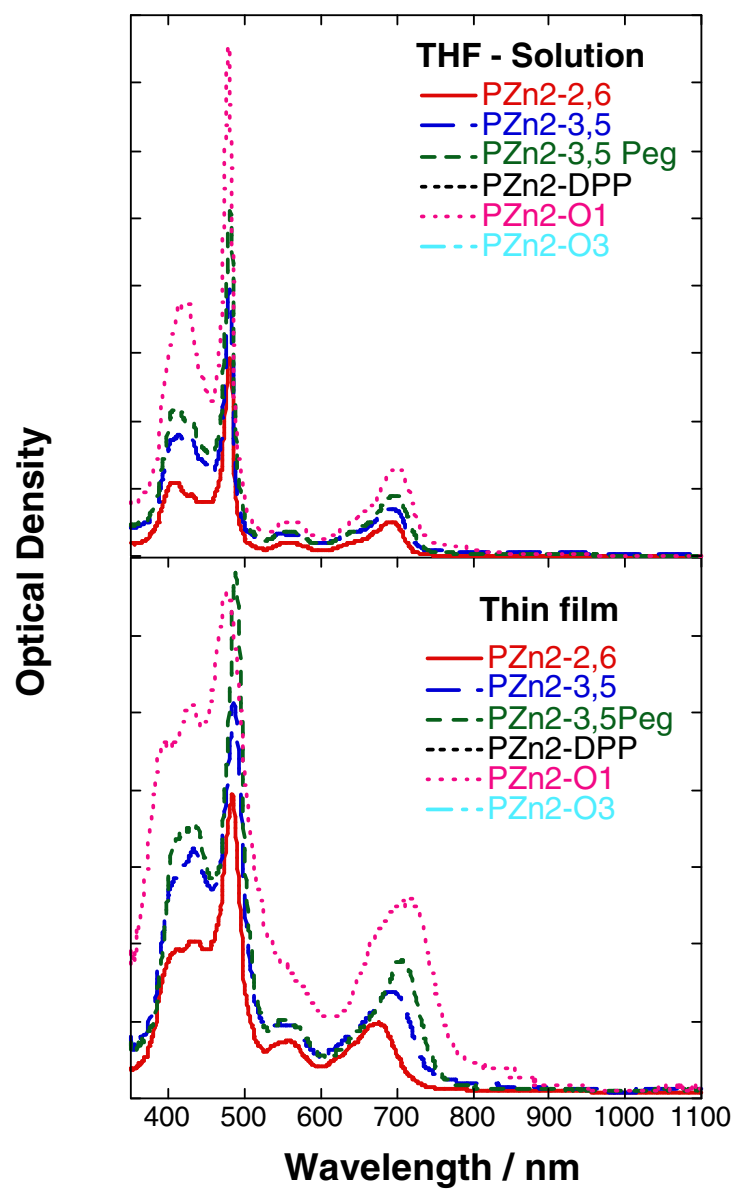 THF - Solution
PZn2-2,6
PZn2-3,5
PZn2-3,5 Peg
PZn2-DPP
PZn2-O1
PZn2-O3
Optical Density
Thin film
PZn2-2,6
PZn2-3,5
PZn2-3,5Peg
PZn2-DPP
PZn2-O1
PZn2-O3
400 500 600 700 800 900 1000 1100
Wavelength / nm